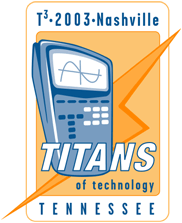 T³·2003·Nashville
TITANS
of technology
TENNESSEE